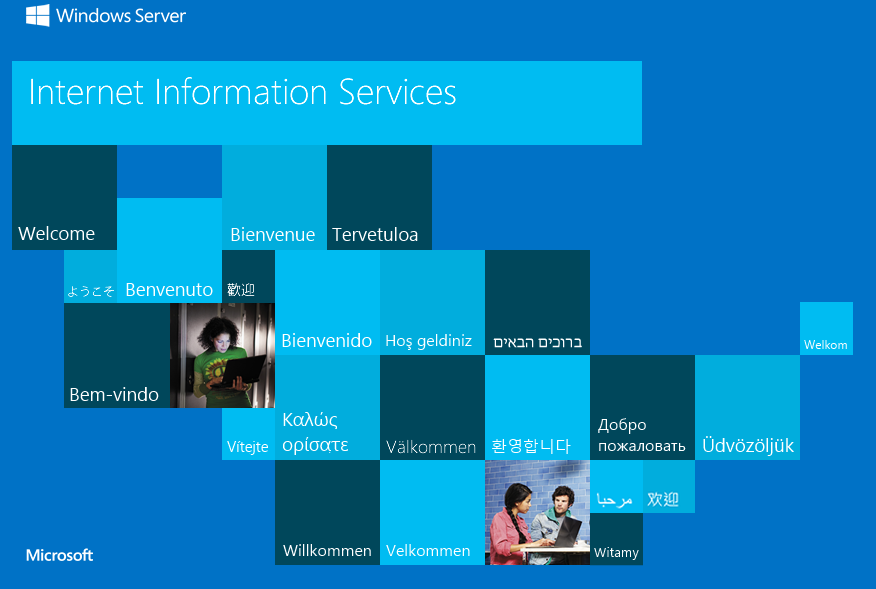 Windows Server
Internet Information Services
Welcome
Bienvenue
Tervetuloa
ようこそ
Benvenuto
歡迎
Bienvenido
Hoş geldiniz
ברוכים הבאים
Welkom
Bem-vindo
Vítejte
Καλώς
ορίσατε
Välkommen
환영합니다
Добро
пожаловать
Üdvözöljük
Willkommen
Velkommen
مرحبا
欢迎
Witamy
Microsoft